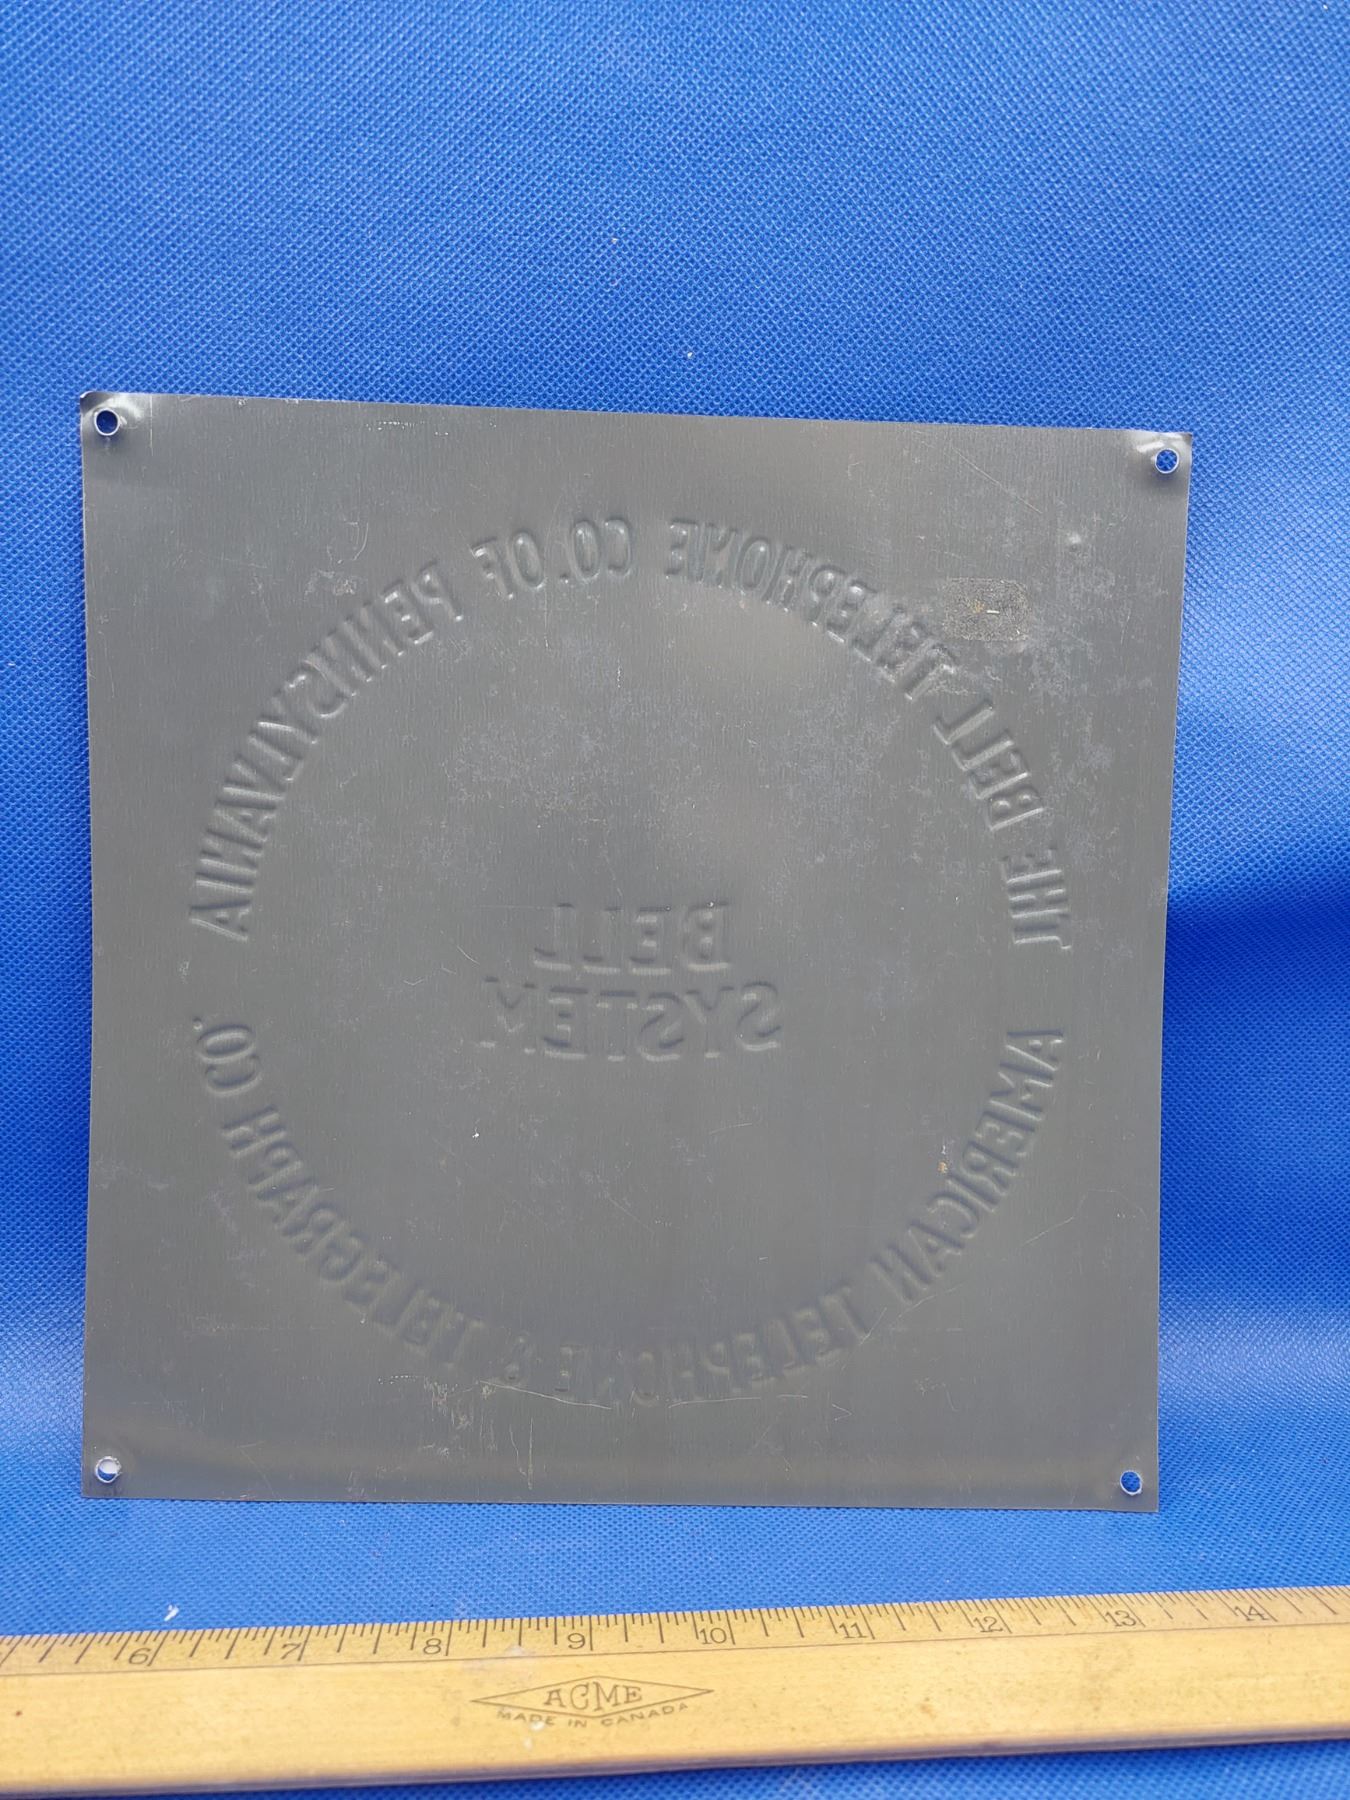 THE BELL TELEPHONE CO. OF PENNSYLVANIA
BELL
SYSTEM
AMERICAN TELEPHONE & TELEGRAPH CO.
6 7 8 9 10 11 12 13 14
ACME
MADE IN CANADA